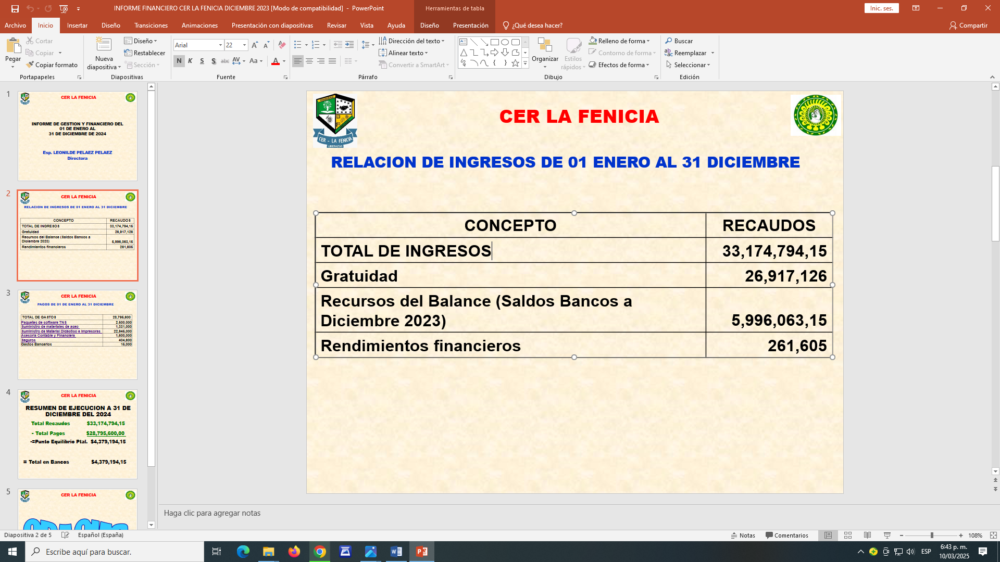 INFORME FINANCIERO CER LA FENICIA DICIEMBRE 2023 [Modo de compatibilidad] - PowerPoint
Herramientas de tabla
Inic. ses.
Archivo Inicio Insertar Diseño Transiciones Animaciones Presentación con diapositivas Revisar Vista Ayuda Diseño Presentación ¿Qué desea hacer? Compartir
Pegar
Cortar
Copiar
Copiar formato
Portapapeles
Nueva
diapositiva
Diseño
Restablecer
Sección
Diapositivas
Arial 22
N K S S abc AV Aa A
Fuente
Dirección del texto
Alinear texto
Convertir a SmartArt
Párrafo
Organizar
Estilos
rápidos
Relleno de forma
Contorno de forma
Efectos de forma
Dibujo
Buscar
Reemplazar
Seleccionar
Edición
1
CER LA FENICIA
INFORME DE GESTION Y FINANCIERO DEL
01 DE ENERO AL
31 DE DICIEMBRE DE 2024
Esp. LEONILDE PELAEZ PELAEZ
Directora
2
CER LA FENICIA
RELACION DE INGRESOS DE 01 ENERO AL 31 DICIEMBRE
CONCEPTO RECAUDOS
TOTAL DE INGRESOS 33,174,794,15
Gratuidad 26,917,126
Recursos del Balance (Saldos Bancos a
Diciembre 2023) 5,996,063,15
Rendimientos financieros 261,605
3
CER LA FENICIA
PAGOS DE 01 DE ENERO AL 31 DICIEMBRE
TOTAL DE GASTOS 28,795,600
Paquetes de software TNS 2.500.000
Suministro de materiales de aseo 1,331,000
Suministro de Material Didáctico e Impresoras 22,945,000
Asesoria Contable y Financiera 1,600,000
Seguros 404,600
Gastos Bancarios 15,000
4
CER LA FENICIA
RESUMEN DE EJECUCION A 31 DE
DICIEMBRE DEL 2024
Total Recaudos $33,174,794,15
- Total Pagos $28,795,600,00
-=Punto Equilibrio Ptal. $4,379,194,15
= Total en Bancos $4,379,194,15
5
CER LA FENICIA
CER LA FENICIA
CER - LA FENICIA
LIDERAZGO
RELACION DE INGRESOS DE 01 ENERO AL 31 DICIEMBRE
CONCEPTO RECAUDOS
TOTAL DE INGRESOS 33,174,794,15
Gratuidad 26,917,126
Recursos del Balance (Saldos Bancos a
Diciembre 2023) 5,996,063,15
Rendimientos financieros 261,605
Haga clic para agregar notas
Diapositiva 2 de 5 Español (España) Notas Comentarios 108%
Escribe aquí para buscar.
ESP
6:43 p. m.
10/03/2025